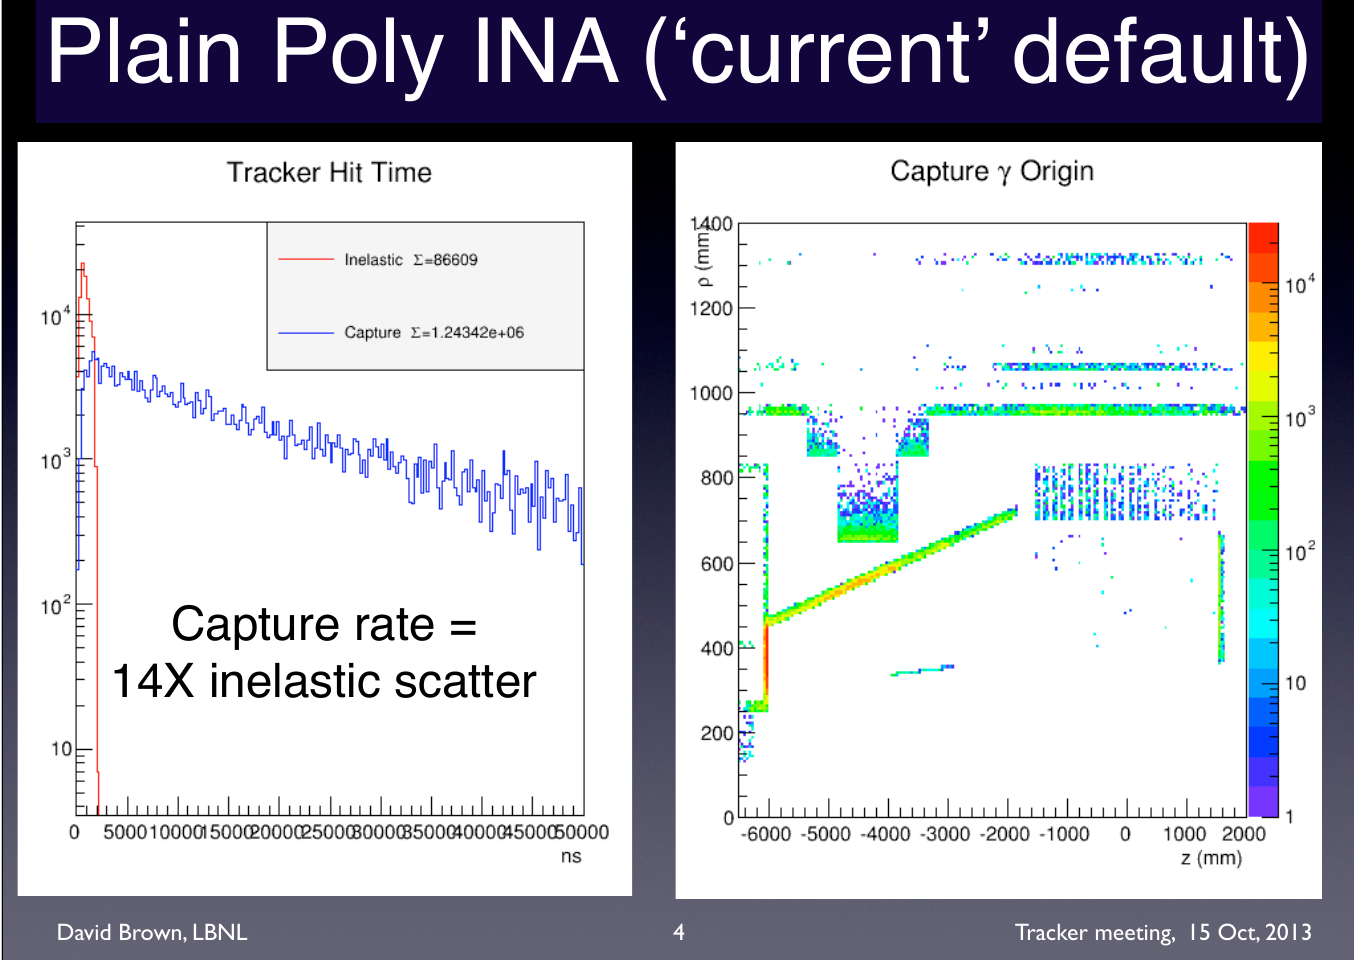 Plain Poly INA (‘current’ default)
Tracker Hit Time
Inelastic Σ=86609
Capture Σ=1.24342e+06
10^4
10^3
10^2
10
Capture rate =
14X inelastic scatter
0 5000 10000 15000 20000 25000 30000 35000 40000 45000 50000
ns
Capture γ Origin
ρ (mm)
1400
1200
1000
800
600
400
200
0
-6000 -5000 -4000 -3000 -2000 -1000 0 1000 2000
z (mm)
10^4
10^3
10^2
10
1
David Brown, LBNL
4
Tracker meeting, 15 Oct, 2013